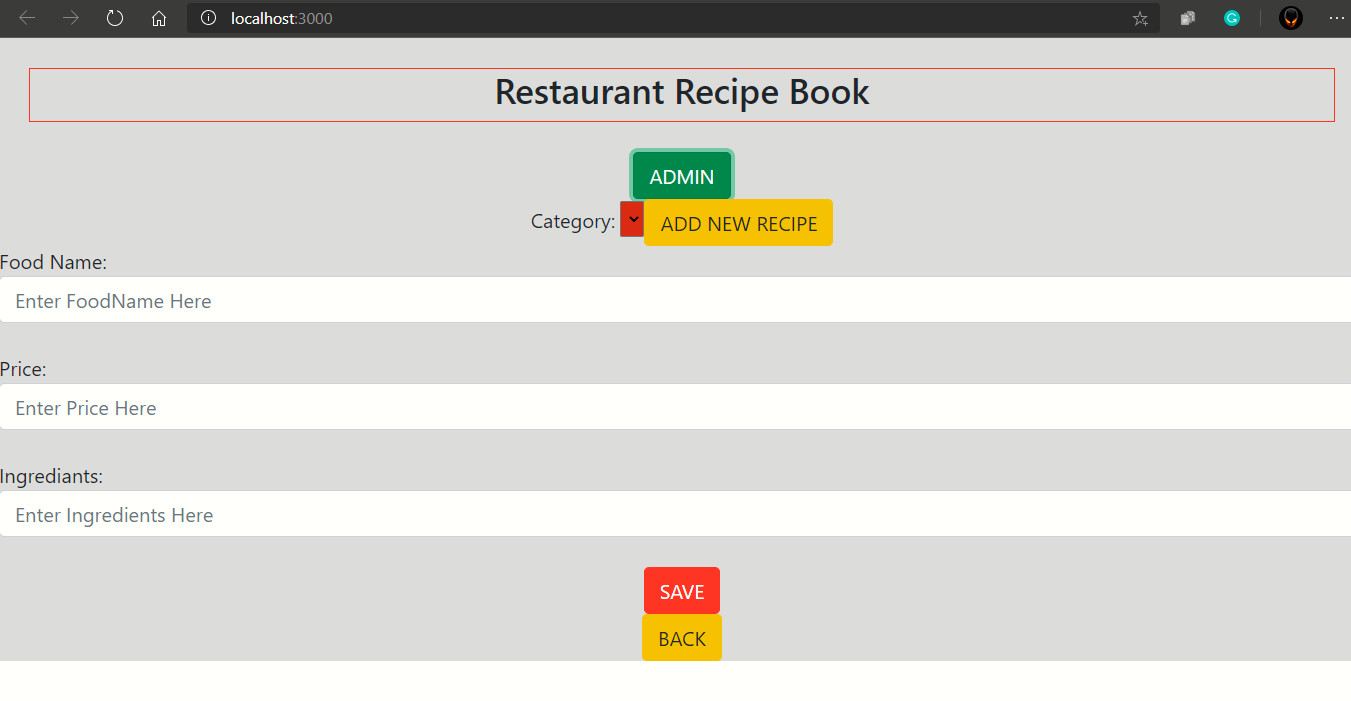 localhost:3000
Restaurant Recipe Book
ADMIN
Category: ADD NEW RECIPE
Food Name:
Enter FoodName Here
Price:
Enter Price Here
Ingrediants:
Enter Ingredients Here
SAVE
BACK